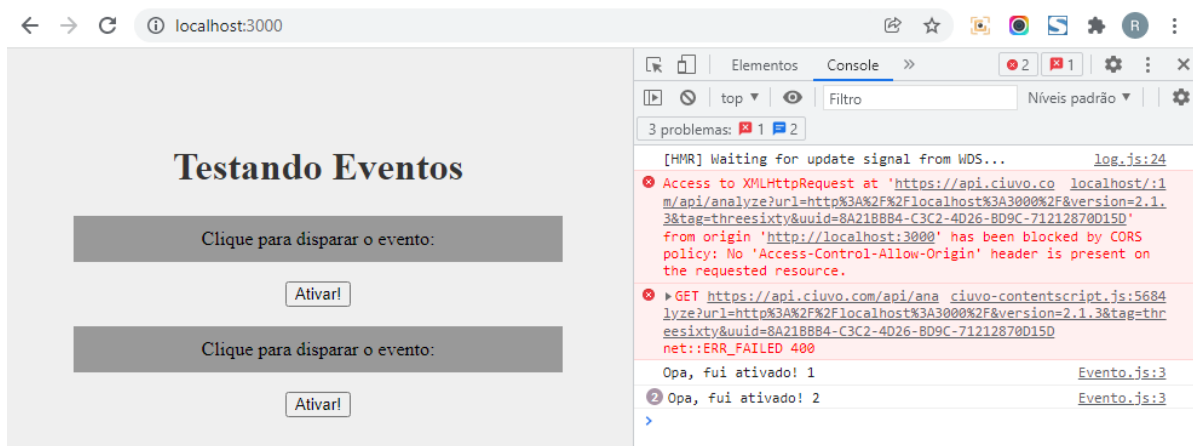 localhost:3000
R
Testando Eventos
Clique para disparar o evento:
Ativar!
Clique para disparar o evento:
Ativar!
Elementos Console » 2 1
top ▼ Filtro Níveis padrão ▼
3 problemas: 1 2
[HMR] Waiting for update signal from WDS... log.js:24
Access to XMLHttpRequest at 'https://api.ciuvo.co localhost/:1
m/api/analyze?url=http%3A%2F%2Flocalhost%3A3000%2F&version=2.1.
3&tag=threesixty&uuid=8A21BBB4-C3C2-4D26-BD9C-71212870D15D'
from origin 'http://localhost:3000' has been blocked by CORS
policy: No 'Access-Control-Allow-Origin' header is present on
the requested resource.
▶GET https://api.ciuvo.com/api/ana ciuvo-contentscript.js:5684
lyze?url=http%3A%2F%2Flocalhost%3A3000%2F&version=2.1.3&tag=thr
eesixty&uuid=8A21BBB4-C3C2-4D26-BD9C-71212870D15D
net::ERR_FAILED 400
Opa, fui ativado! 1 Evento.js:3
2 Opa, fui ativado! 2 Evento.js:3